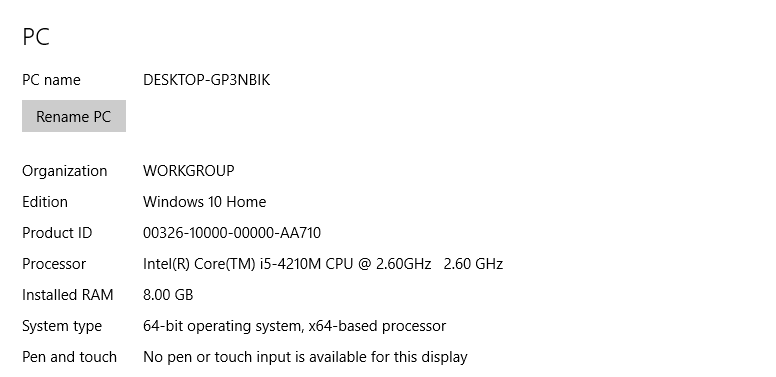 PC
PC name DESKTOP-GP3NBIK
Rename PC
Organization WORKGROUP
Edition Windows 10 Home
Product ID 00326-10000-00000-AA710
Processor Intel(R) Core(TM) i5-4210M CPU @ 2.60GHz 2.60 GHz
Installed RAM 8.00 GB
System type 64-bit operating system, x64-based processor
Pen and touch No pen or touch input is available for this display